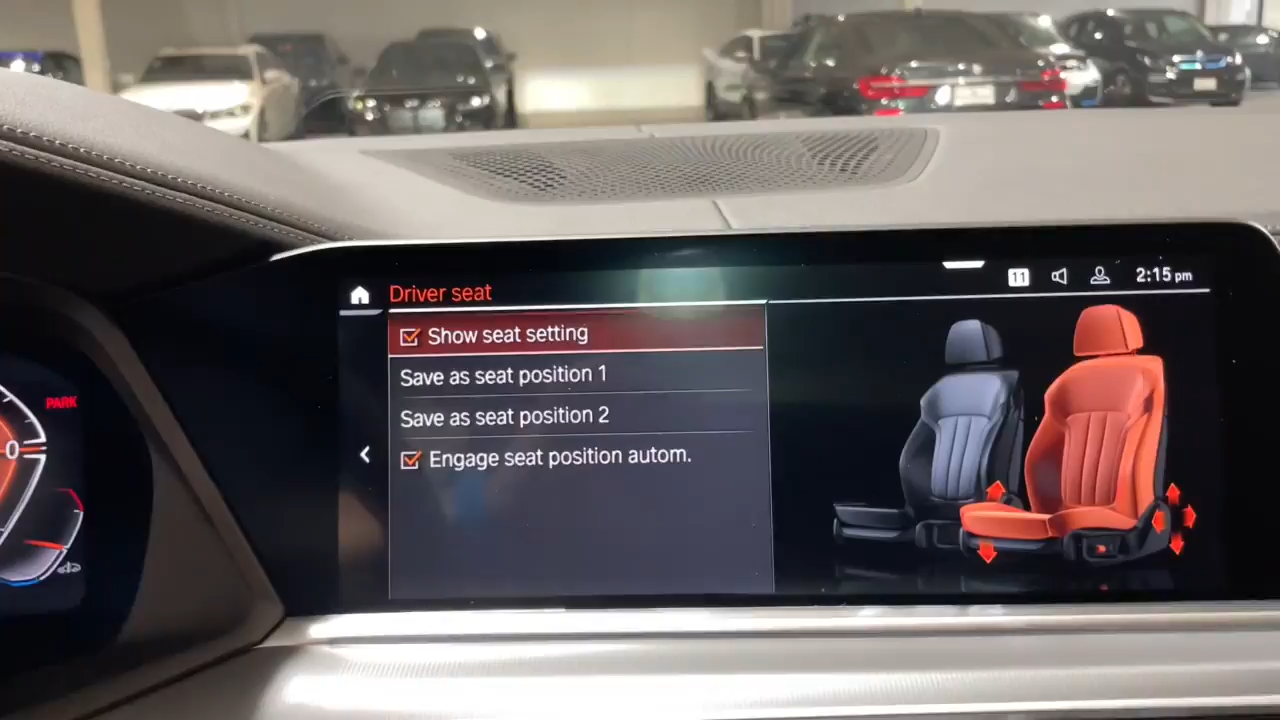 11
2:15 pm
Driver seat
Show seat setting
Save as seat position 1
Save as seat position 2
Engage seat position autom.
PARK
0